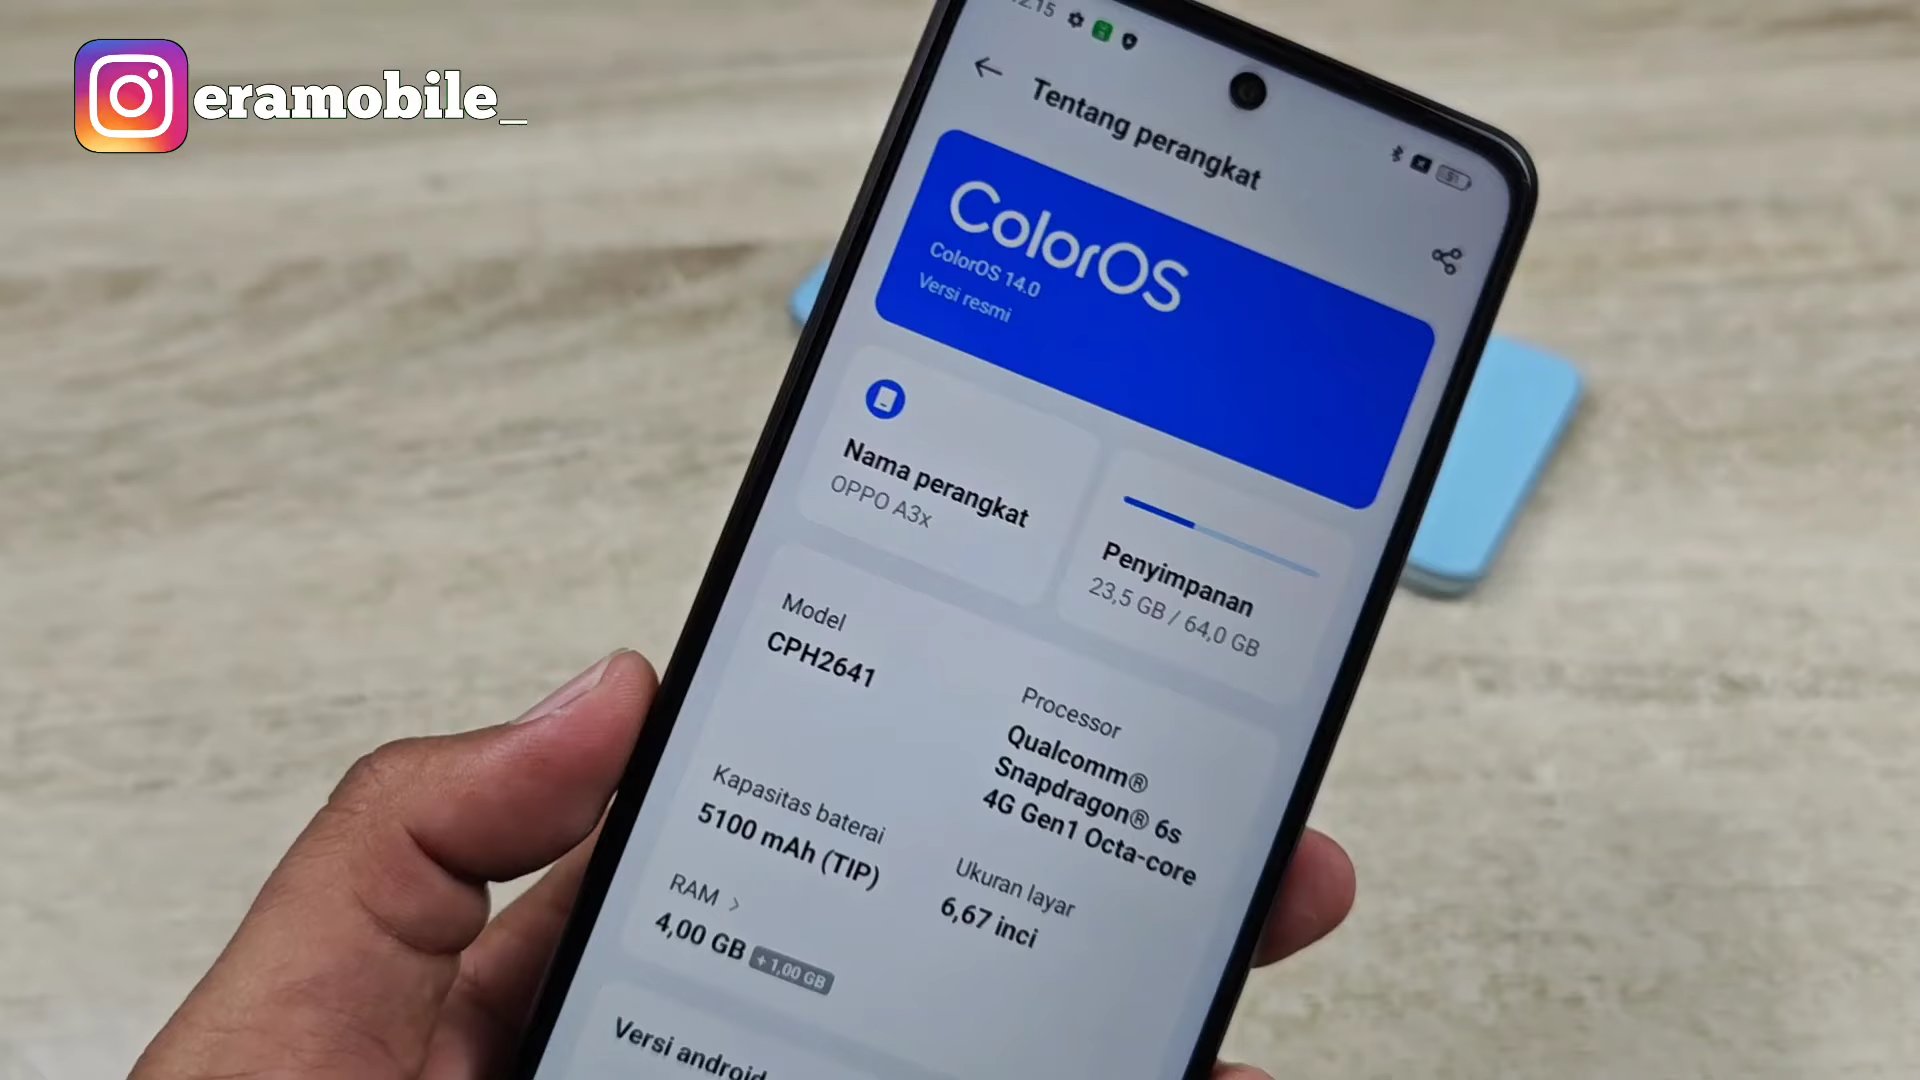 eramobile_
Tentang perangkat
ColorOS
ColorOS 14.0
Versi resmi
Nama perangkat
OPPO A3x
Penyimpanan
23,5 GB / 64,0 GB
Model
CPH2641
Processor
Qualcomm®
Snapdragon® 6s
4G Gen1 Octa-core
Kapasitas baterai
5100 mAh (TIP)
Ukuran layar
6,67 inci
RAM >
4,00 GB + 1,00 GB
Versi android